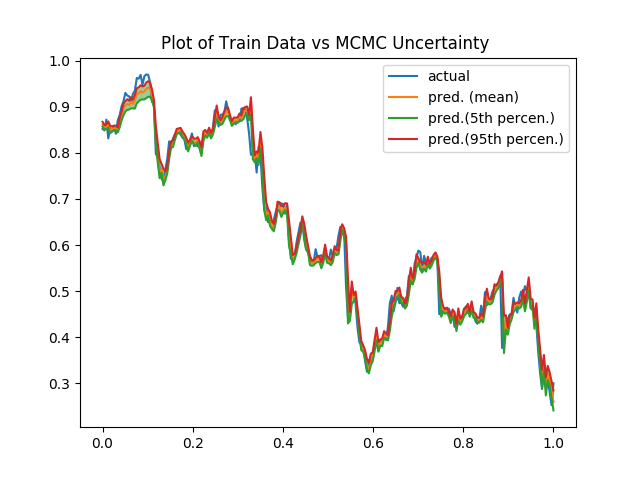 Plot of Train Data vs MCMC Uncertainty
actual
pred. (mean)
pred.(5th percen.)
pred.(95th percen.)
1.0
0.9
0.8
0.7
0.6
0.5
0.4
0.3
0.0 0.2 0.4 0.6 0.8 1.0